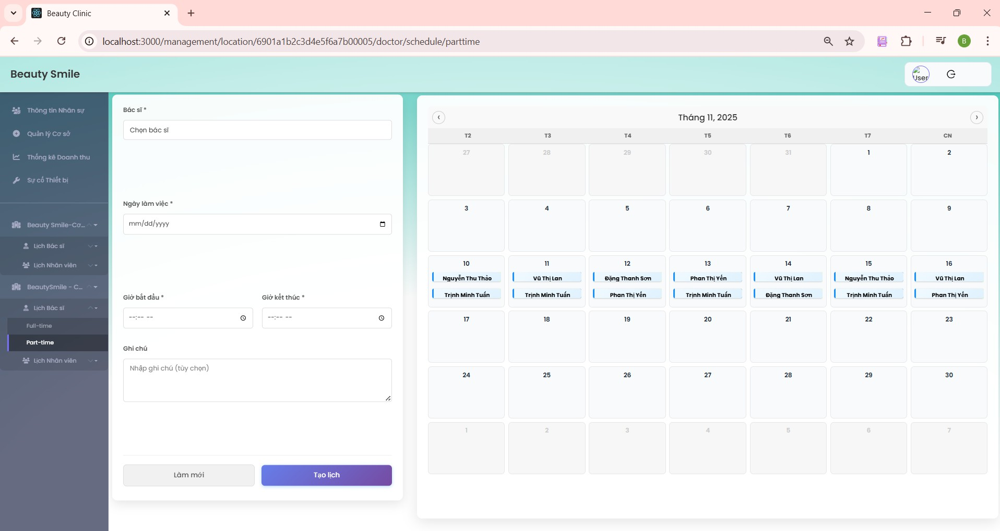 Beauty Clinic
localhost:3000/management/location/6901a1b2c3d4e5f6a7b00005/doctor/schedule/parttime
B
Beauty Smile
User
Thông tin Nhân sự
Quản lý Cơ sở
Thống kê Doanh thu
Sự cố Thiết bị
Beauty Smile-Cơ...
Lịch Bác sĩ
Lịch Nhân viên
BeautySmile - C...
Lịch Bác sĩ
Full-time
Part-time
Lịch Nhân viên
Bác sĩ *
Chọn bác sĩ
Ngày làm việc *
mm/dd/yyyy
Giờ bắt đầu * Giờ kết thúc *
--:-- -- --:-- --
Ghi chú
Nhập ghi chú (tùy chọn)
Làm mới Tạo lịch
‹ Tháng 11, 2025 ›
T2 T3 T4 T5 T6 T7 CN
27 28 29 30 31 1 2
3 4 5 6 7 8 9
10 11 12 13 14 15 16
Nguyễn Thu Thảo Vũ Thị Lan Đặng Thanh Sơn Phan Thị Yến Vũ Thị Lan Nguyễn Thu Thảo Vũ Thị Lan
Trịnh Minh Tuấn Trịnh Minh Tuấn Phan Thị Yến Trịnh Minh Tuấn Đặng Thanh Sơn Trịnh Minh Tuấn Phan Thị Yến
17 18 19 20 21 22 23
24 25 26 27 28 29 30
1 2 3 4 5 6 7